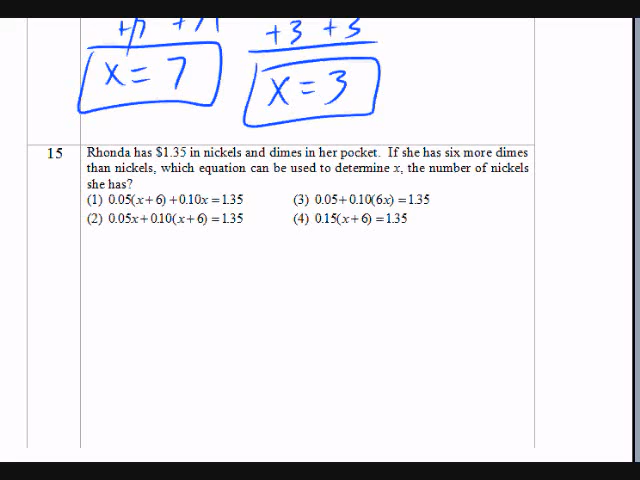 +7 +7
+3 +3
x = 7
x = 3
15 Rhonda has $1.35 in nickels and dimes in her pocket. If she has six more dimes
than nickels, which equation can be used to determine x, the number of nickels
she has?
(1) 0.05(x+6)+0.10x=1.35 (3) 0.05+0.10(6x)=1.35
(2) 0.05x+0.10(x+6)=1.35 (4) 0.15(x+6)=1.35